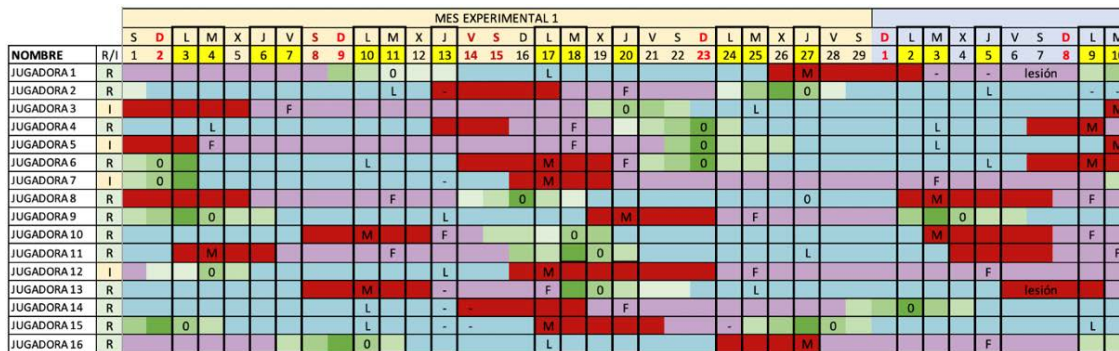 MES EXPERIMENTAL 1
S D L M X J V S D L M X J V S D L M X J V S D L M X J V S D L M X J V S D L M
NOMBRE R/I 1 2 3 4 5 6 7 8 9 10 11 12 13 14 15 16 17 18 19 20 21 22 23 24 25 26 27 28 29 1 2 3 4 5 6 7 8 9 10
JUGADORA 1 R 0 L M - - lesión
JUGADORA 2 R L - F 0 L - -
JUGADORA 3 I F 0 L M
JUGADORA 4 R L F 0 L M
JUGADORA 5 I F F 0 L M
JUGADORA 6 R 0 L M F 0 L M
JUGADORA 7 I 0 - M F
JUGADORA 8 R F 0 0 M F
JUGADORA 9 R 0 L M F 0
JUGADORA 10 R M F 0 M F
JUGADORA 11 R M F 0 L F
JUGADORA 12 I 0 L M F F
JUGADORA 13 R M - F 0 L lesión
JUGADORA 14 R L - - F 0
JUGADORA 15 R 0 L - - M - 0 L
JUGADORA 16 R 0 L M F